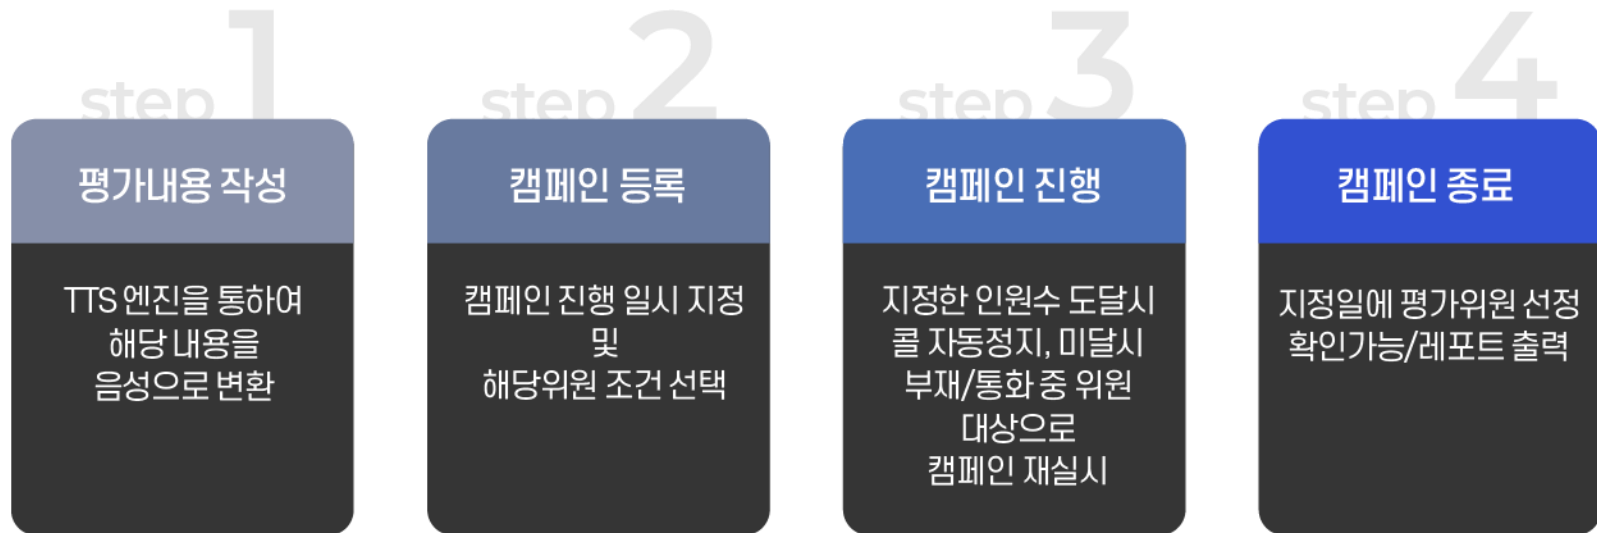 step 1
평가내용 작성
TTS 엔진을 통하여
해당 내용을
음성으로 변환
step 2
캠페인 등록
캠페인 진행 일시 지정
및
해당위원 조건 선택
step 3
캠페인 진행
지정한 인원수 도달시
콜 자동정지, 미달시
부재/통화 중 위원
대상으로
캠페인 재실시
step 4
캠페인 종료
지정일에 평가위원 선정
확인가능/레포트 출력